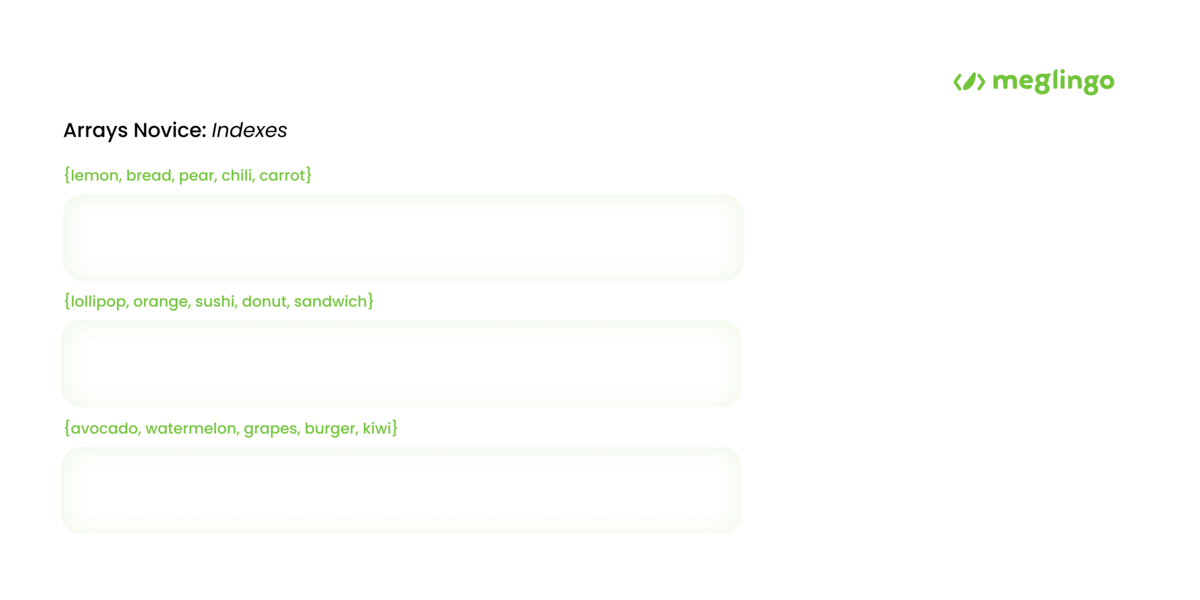 meglingo
Arrays Novice: Indexes
{lemon, bread, pear, chili, carrot}
{lollipop, orange, sushi, donut, sandwich}
{avocado, watermelon, grapes, burger, kiwi}